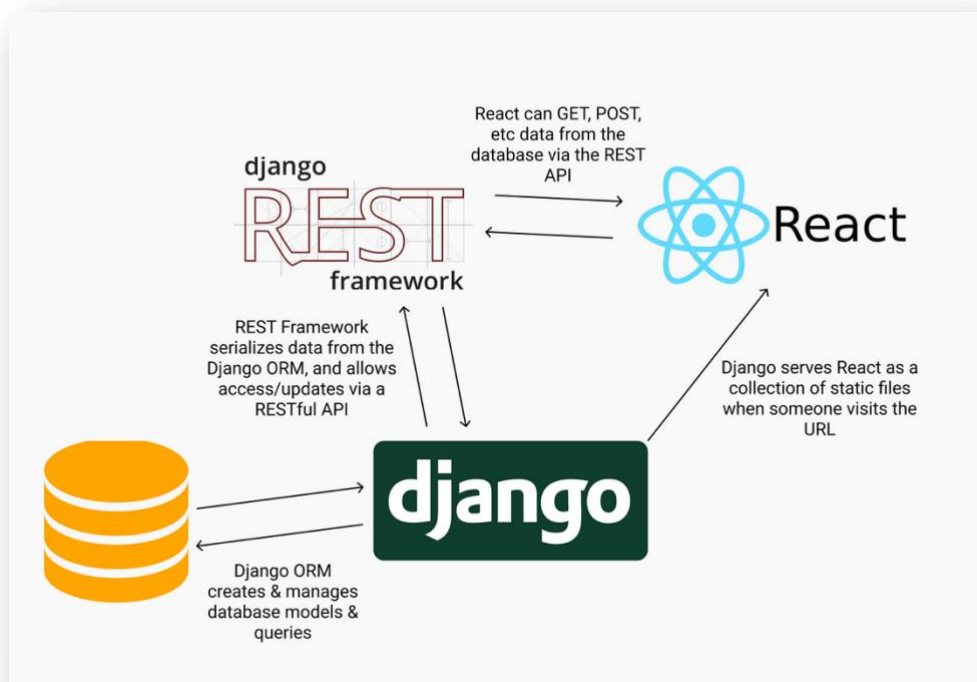 React can GET, POST,
etc data from the
database via the REST
API
django
REST
framework
React
REST Framework
serializes data from the
Django ORM, and allows
access/updates via a
RESTful API
Django serves React as a
collection of static files
when someone visits the
URL
django
Django ORM
creates & manages
database models &
queries